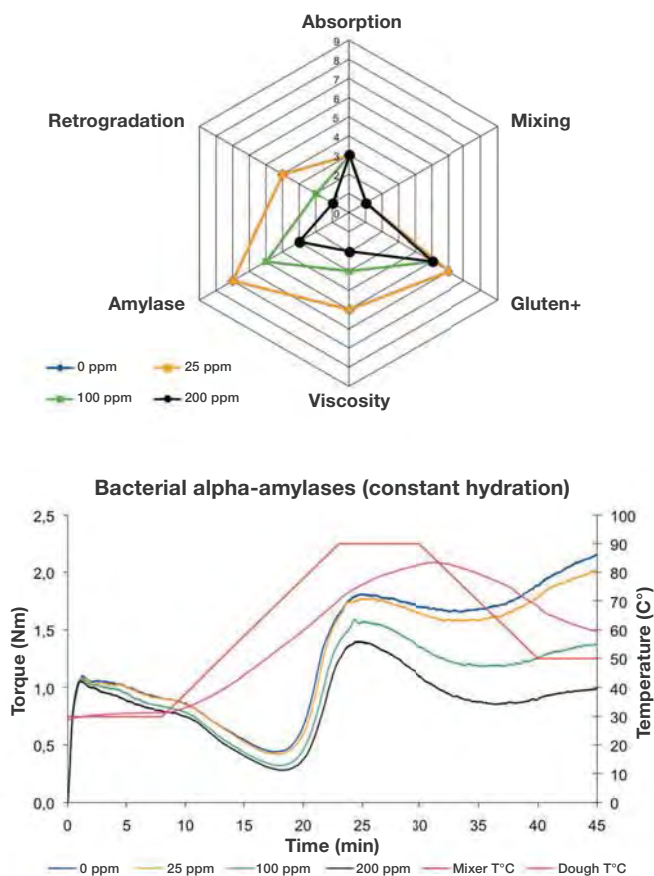 Absorption
9
8
7
6
5
4
3
2
1
0
Retrogradation
Mixing
Amylase
Gluten+
Viscosity
0 ppm
25 ppm
100 ppm
200 ppm
Bacterial alpha-amylases (constant hydration)
2,5
2,0
1,5
1,0
0,5
0,0
Torque (Nm)
100
90
80
70
60
50
40
30
20
10
0
Temperature (C°)
0 5 10 15 20 25 30 35 40 45
Time (min)
0 ppm 25 ppm 100 ppm 200 ppm Mixer T°C Dough T°C